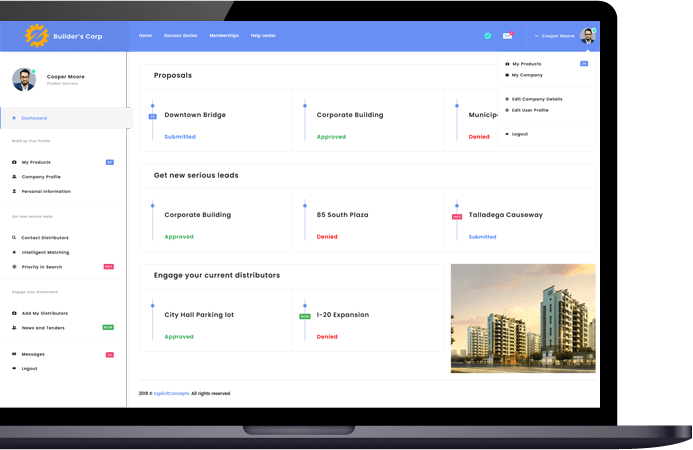 Builder's Corp
Home
Success Stories
Memberships
Help center
Cooper Moore
Cooper Moore
Product Success
Dashboard
Build up Your Profile
My Products
Company Profile
Personal Information
Get new serious leads
Contact Distributors
Intelligent Matching
Priority in Search
HOT
Engage your distributors
Add My Distributors
News and Tenders
NEW
Messages
Logout
Proposals
Downtown Bridge
Submitted
Corporate Building
Approved
Municip
Denied
My Products
My Company
Edit Company Details
Edit User Profile
Logout
Get new serious leads
Corporate Building
Approved
85 South Plaza
Denied
HOT
Talladega Causeway
Submitted
Engage your current distributors
City Hall Parking lot
Approved
NEW
I-20 Expansion
Denied
2018 © ExplicitConcepts. All rights reserved.